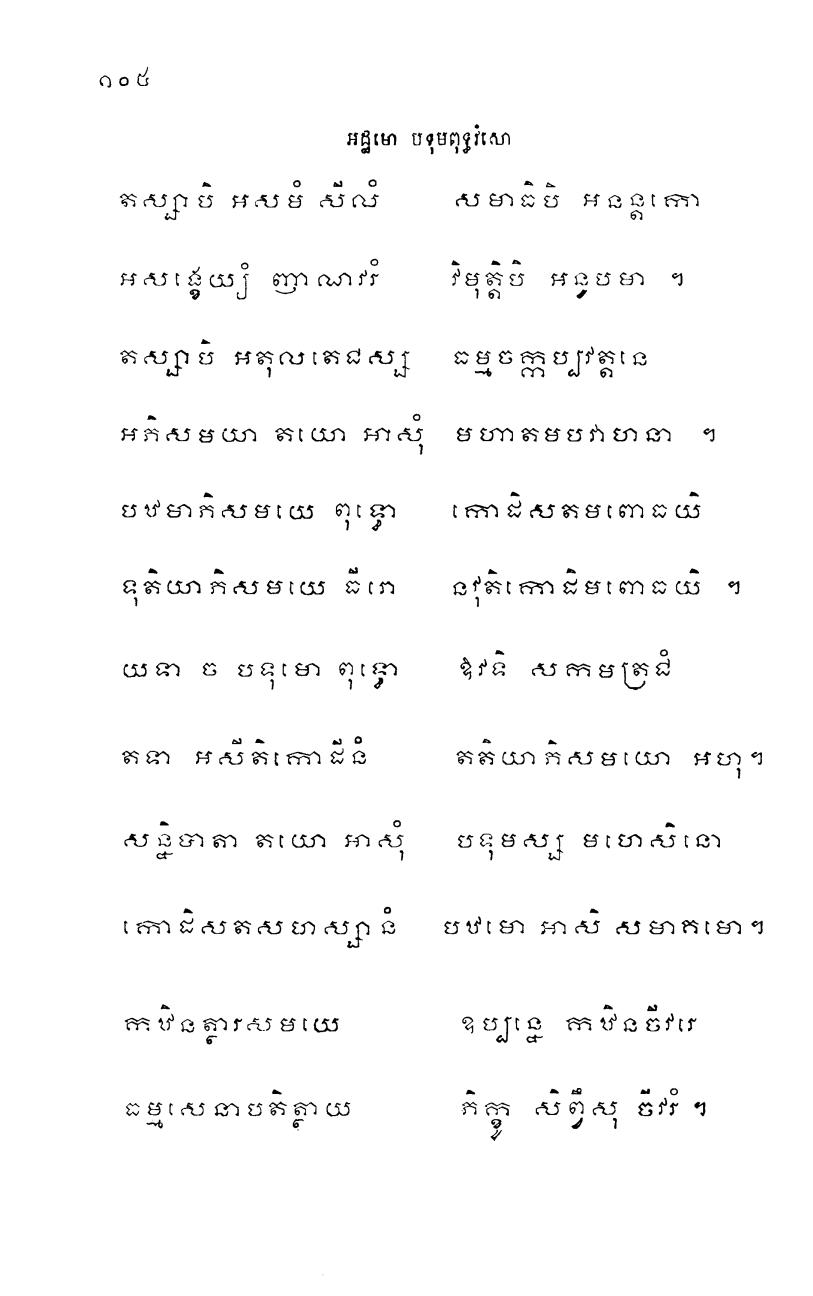 ១០៥
អដ្ឋមោ បទុមពុទ្ធវំសោ
តស្សាបិ អសមំ សីលំ សមាធិបិ អនន្តកោ
អសង្ខេយ្យំ ញាណវរំ វិមុត្តិបិ អនូបមា ។
តស្សាបិ អតុលតេជស្ស ធម្មចក្កប្បវត្តនេ
អភិសមយា តយោ អាសុំ មហាតមបវាហនា ។
បឋមាភិសមយេ ពុទ្ធោ កោដិសតមពោធយិ
ទុតិយាភិសមយេ ធីរោ នវុតិកោដិមពោធយិ ។
យទា ច បទុមោ ពុទ្ធោ ឱវទិ សកមត្រជំ
តទា អសីតិកោដីនំ តតិយាភិសមយោ អហុ។
សន្និបាតា តយោ អាសុំ បទុមស្ស មហេសិនោ
កោដិសតសហស្សានំ បឋមោ អាសិ សមាគមោ។
កឋិនត្ថារសមយេ ឧប្បន្នេ កឋិនចីវរេ
ធម្មសេនាបតិត្ថាយ ភិក្ខូ សិព្វឹសុ ចីវរំ ។